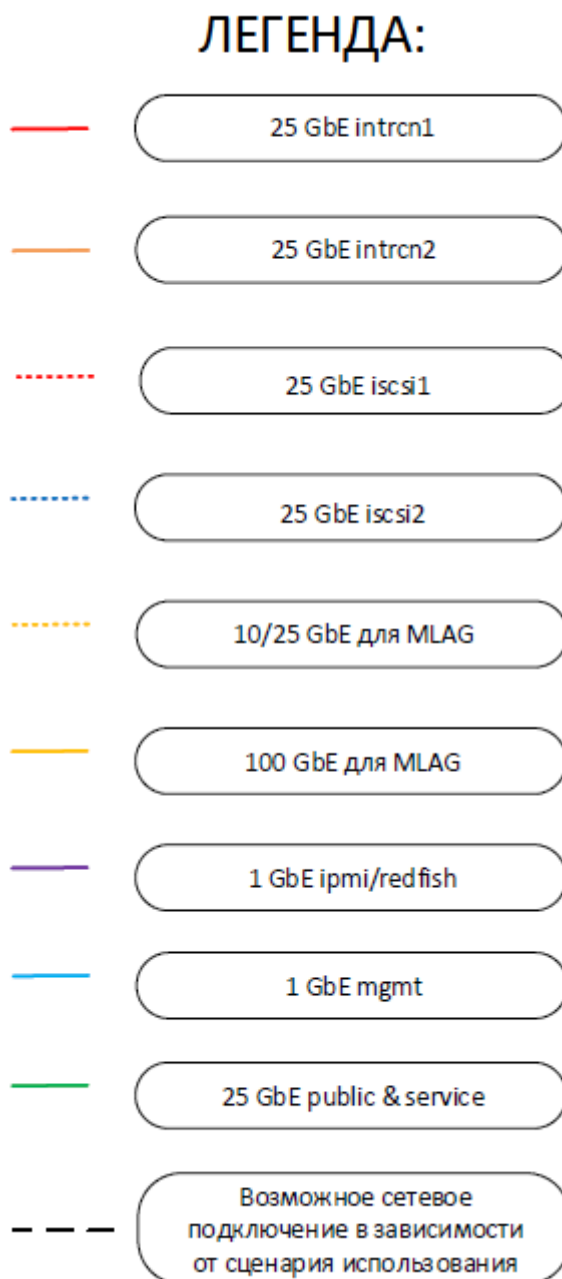 ЛЕГЕНДА:
25 GbE intrcn1
25 GbE intrcn2
25 GbE iscsi1
25 GbE iscsi2
10/25 GbE для MLAG
100 GbE для MLAG
1 GbE ipmi/redfish
1 GbE mgmt
25 GbE public & service
Возможное сетевое
подключение в зависимости
от сценария использования